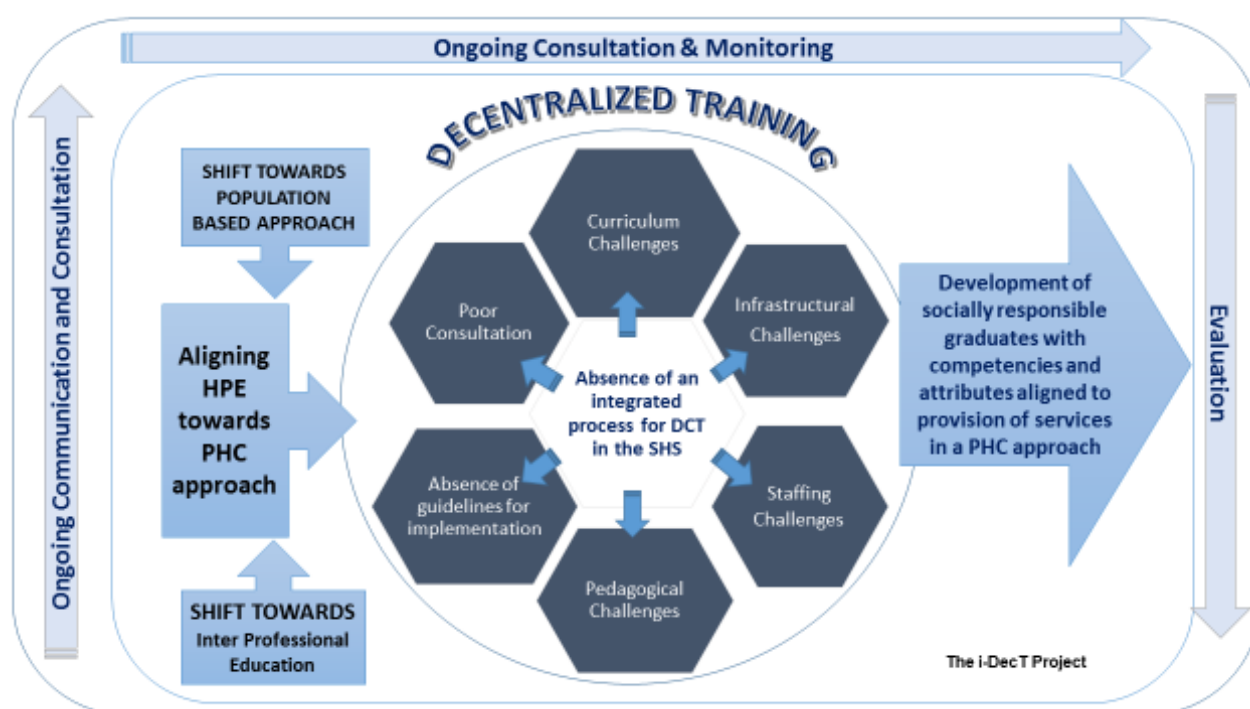 Ongoing Consultation & Monitoring
Ongoing Communication and Consultation
DECENTRALIZED TRAINING
SHIFT TOWARDS
POPULATION
BASED APPROACH
Aligning
HPE
towards
PHC
approach
SHIFT TOWARDS
Inter Professional
Education
Curriculum
Challenges
Poor
Consultation
Infrastructural
Challenges
Absence of an
integrated
process for DCT
in the SHS
Absence of
guidelines for
implementation
Staffing
Challenges
Pedagogical
Challenges
Development of
socially responsible
graduates with
competencies and
attributes aligned to
provision of services
in a PHC approach
Evaluation
The i-DecT Project